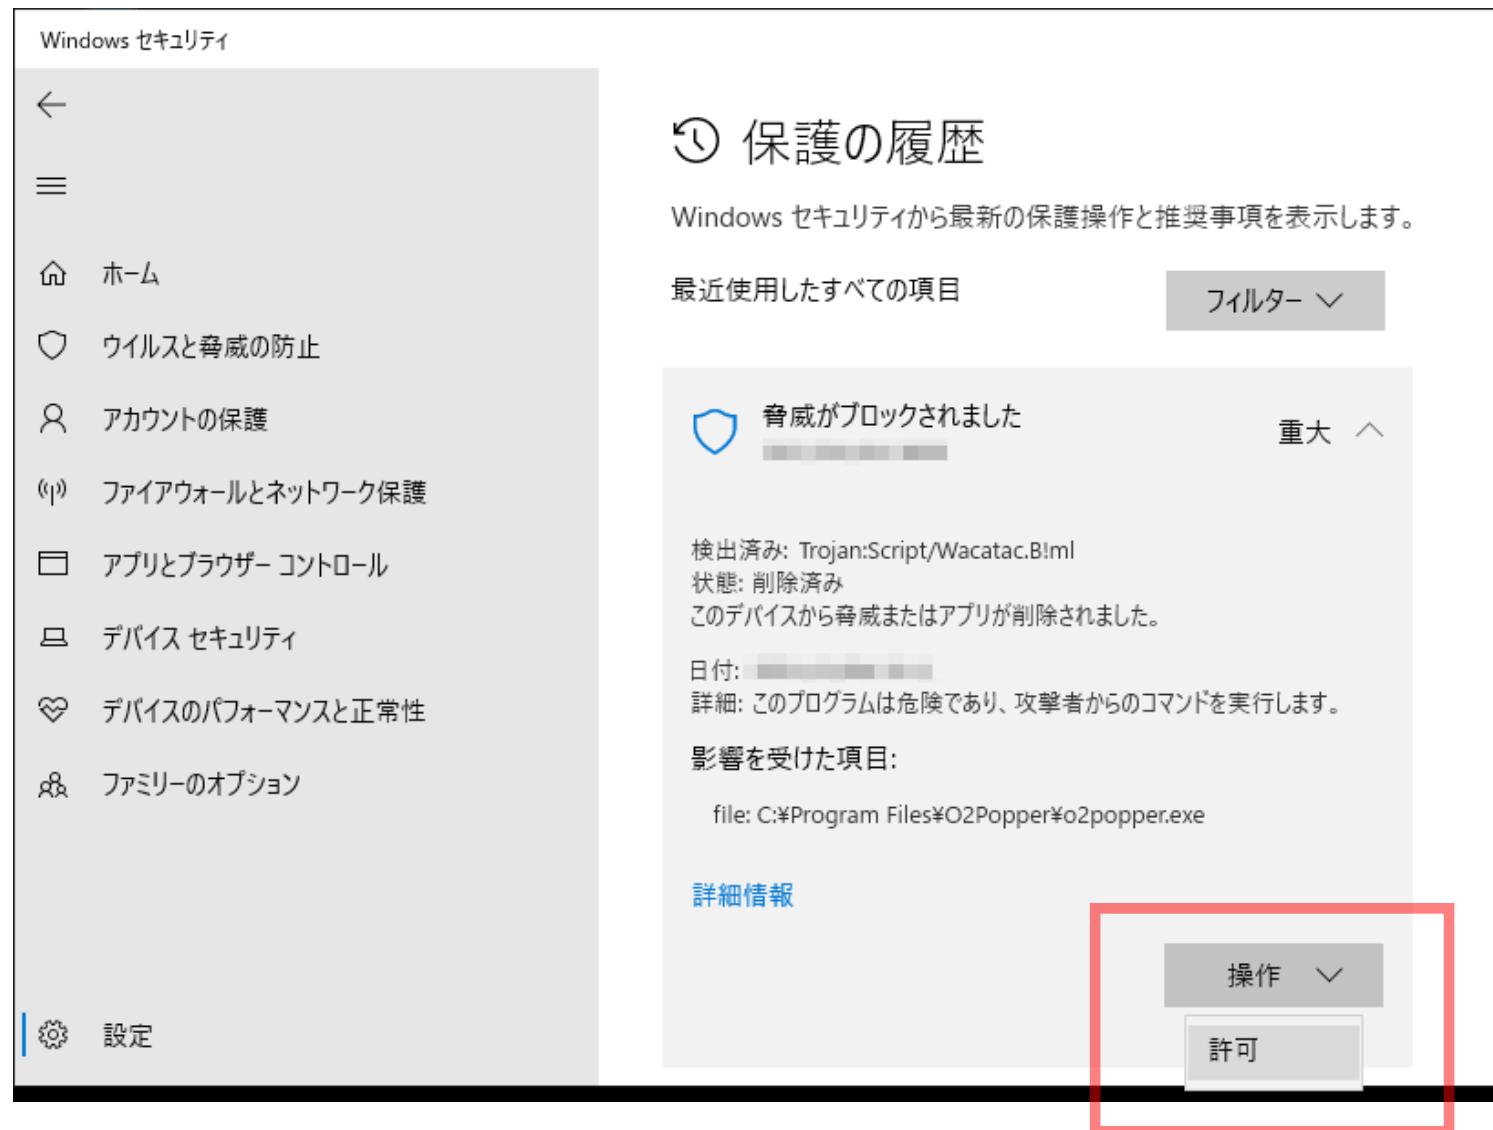 Windows セキュリティ
ホーム
ウイルスと脅威の防止
アカウントの保護
ファイアウォールとネットワーク保護
アプリとブラウザー コントロール
デバイス セキュリティ
デバイスのパフォーマンスと正常性
ファミリーのオプション
設定
保護の履歴
Windows セキュリティから最新の保護操作と推奨事項を表示します。
最近使用したすべての項目
フィルター
脅威がブロックされました
重大
検出済み: Trojan:Script/Wacatac.B!ml
状態: 削除済み
このデバイスから脅威またはアプリが削除されました。
日付:
詳細: このプログラムは危険であり、攻撃者からのコマンドを実行します。
影響を受けた項目:
file: C:¥Program Files¥O2Popper¥o2popper.exe
詳細情報
操作
許可